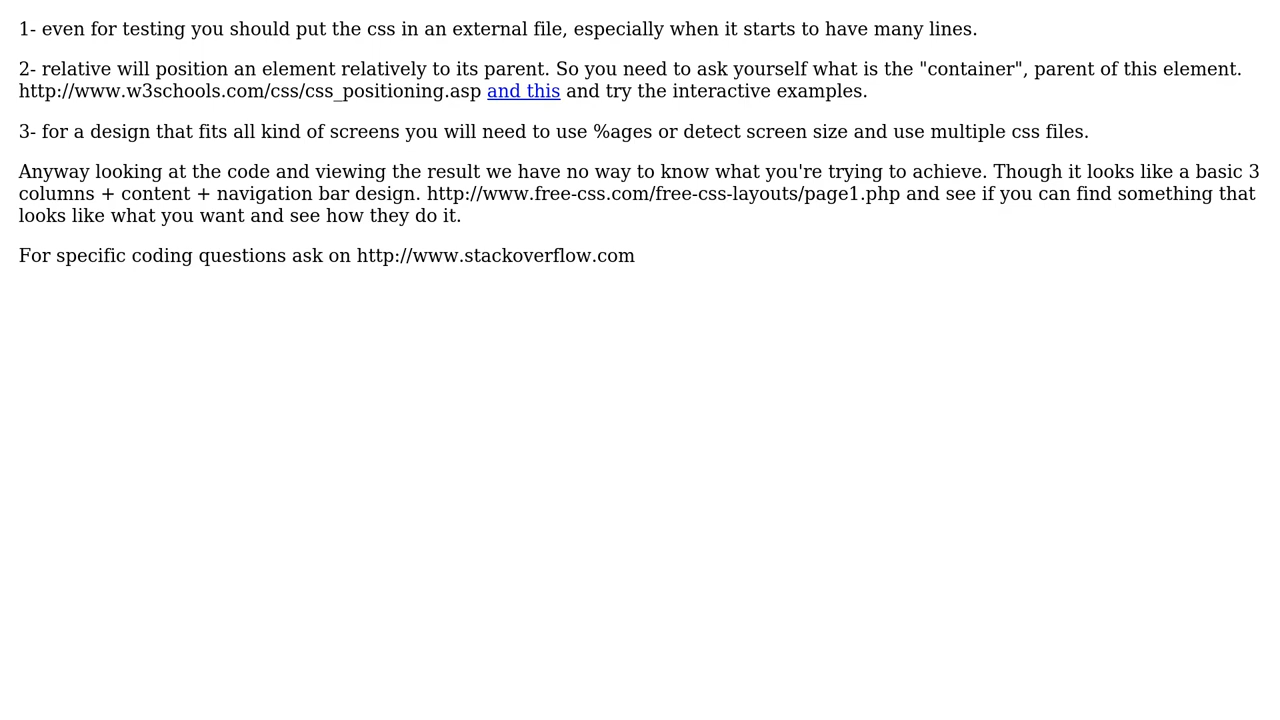 1- even for testing you should put the css in an external file, especially when it starts to have many lines.
2- relative will position an element relatively to its parent. So you need to ask yourself what is the "container", parent of this element.
http://www.w3schools.com/css/css_positioning.asp and this and try the interactive examples.
3- for a design that fits all kind of screens you will need to use %ages or detect screen size and use multiple css files.
Anyway looking at the code and viewing the result we have no way to know what you're trying to achieve. Though it looks like a basic 3
columns + content + navigation bar design. http://www.free-css.com/free-css-layouts/page1.php and see if you can find something that
looks like what you want and see how they do it.
For specific coding questions ask on http://www.stackoverflow.com